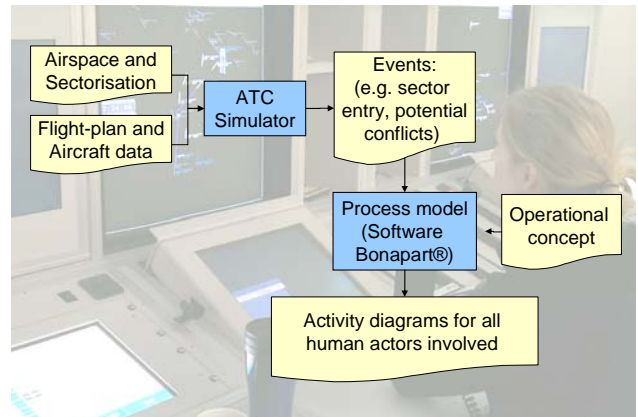 Airspace and
Sectorisation
Flight-plan and
Aircraft data
ATC
Simulator
Events:
(e.g. sector
entry, potential
conflicts)
Process model
(Software
Bonapart®)
Operational
concept
Activity diagrams for all
human actors involved